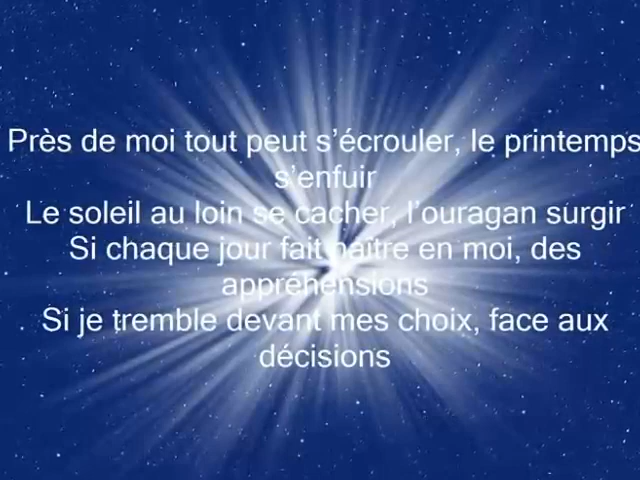 Près de moi tout peut s’écrouler, le printemps
s’enfuir
Le soleil au loin se cacher, l’ouragan surgir
Si chaque jour fait naître en moi, des
appréhensions
Si je tremble devant mes choix, face aux
décisions